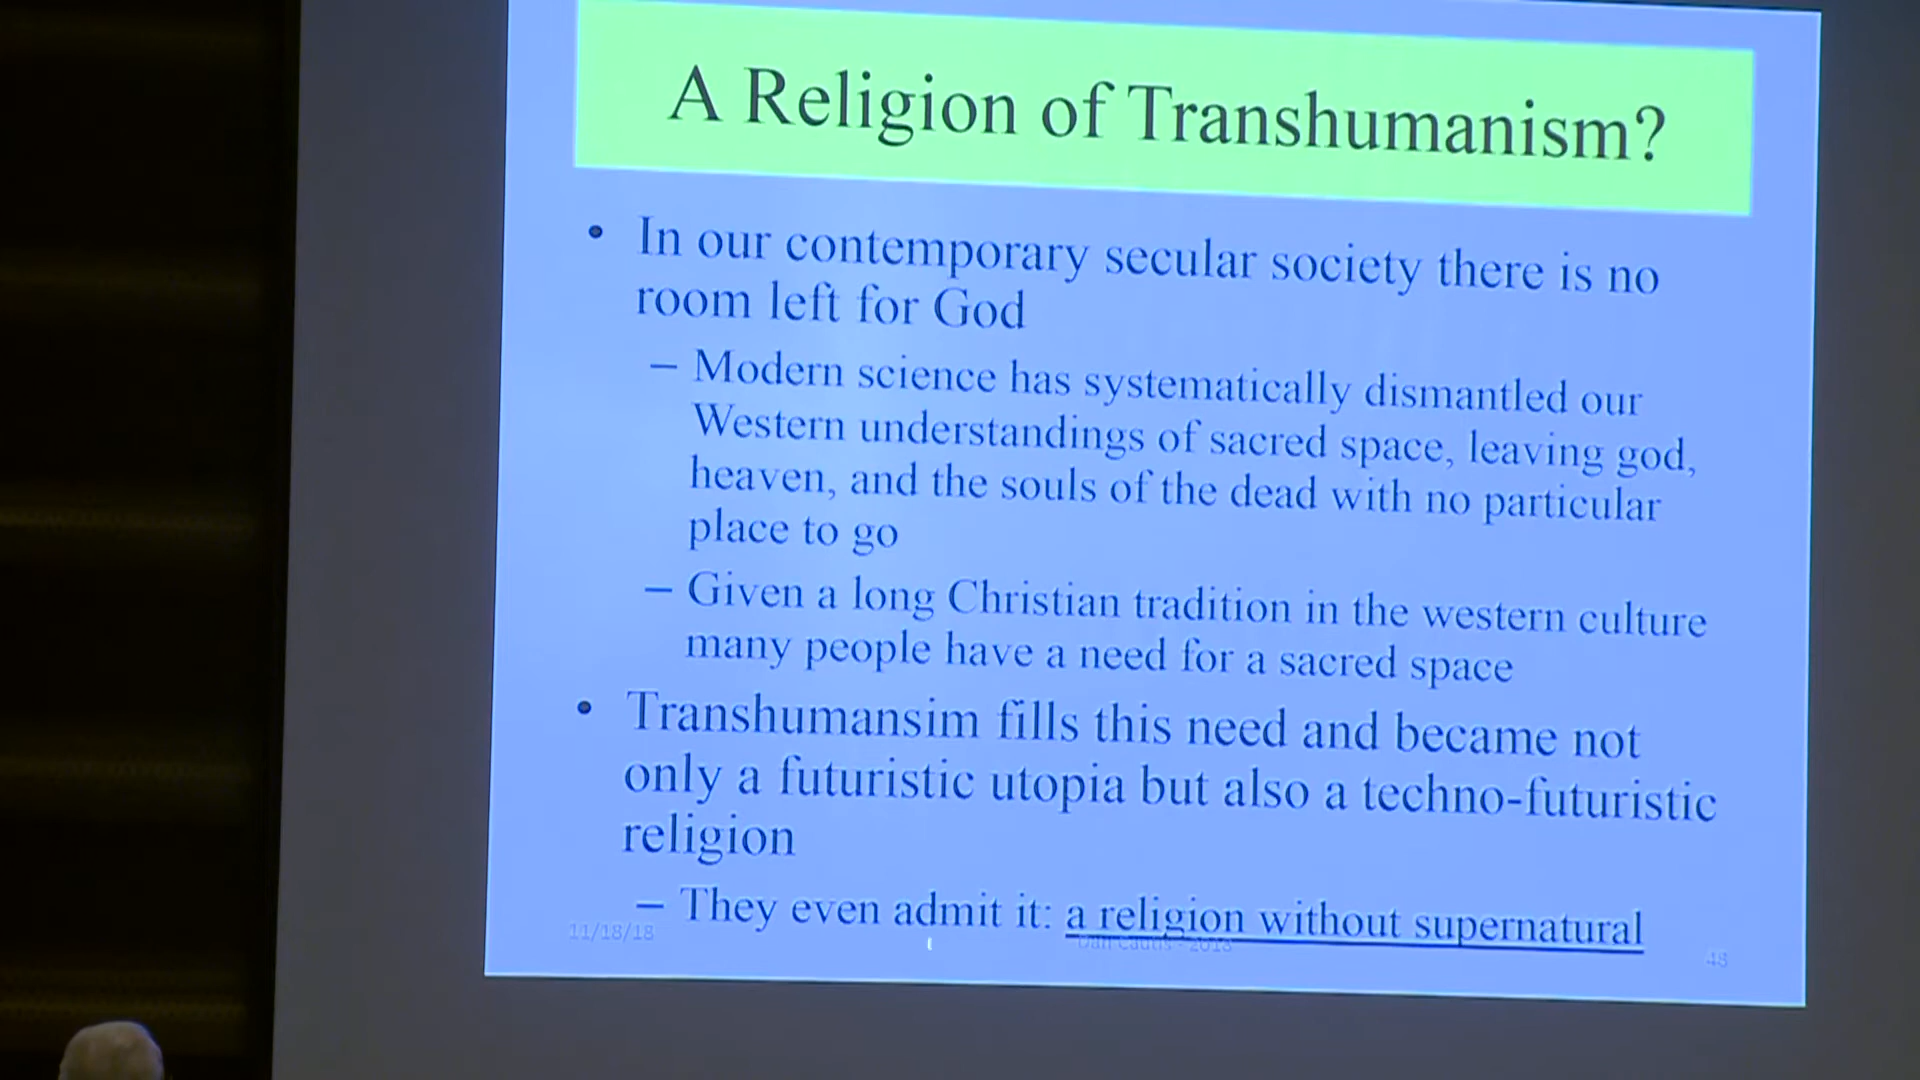 A Religion of Transhumanism?
• In our contemporary secular society there is no
room left for God
– Modern science has systematically dismantled our
Western understandings of sacred space, leaving god,
heaven, and the souls of the dead with no particular
place to go
– Given a long Christian tradition in the western culture
many people have a need for a sacred space
• Transhumansim fills this need and became not
only a futuristic utopia but also a techno-futuristic
religion
– They even admit it: a religion without supernatural
11/18/18
Dan Cautis - 2018
48